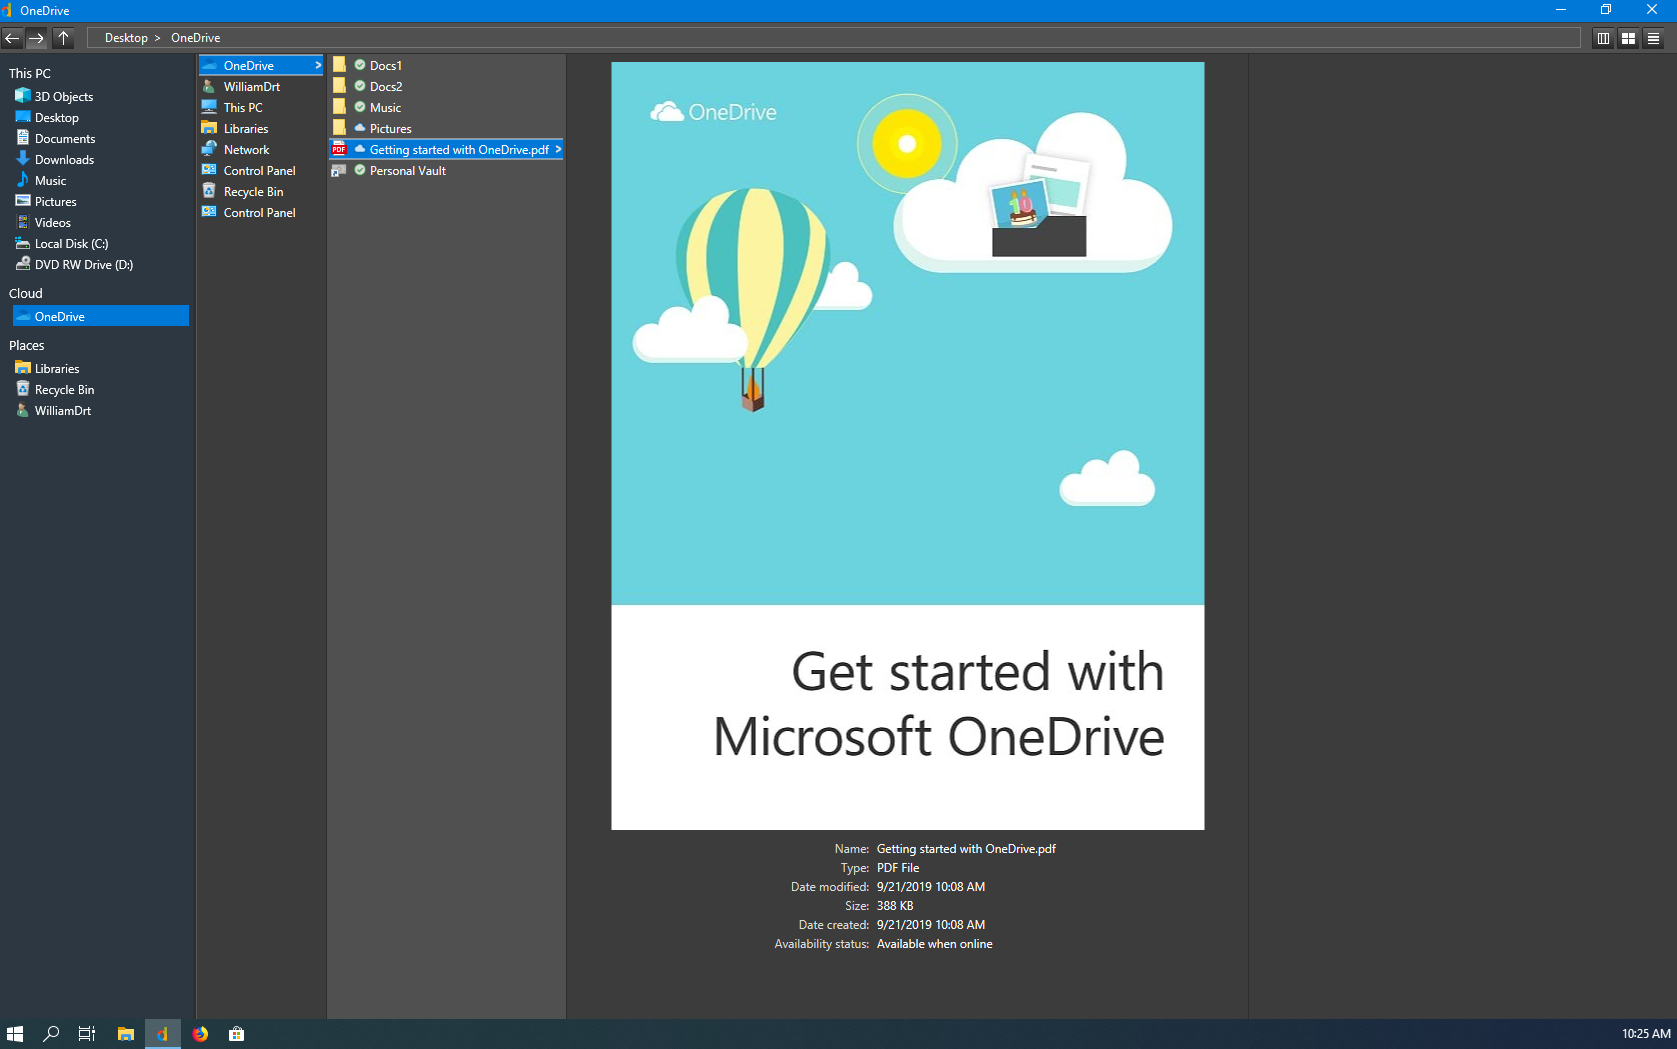 OneDrive
Desktop > OneDrive
This PC
3D Objects
Desktop
Documents
Downloads
Music
Pictures
Videos
Local Disk (C:)
DVD RW Drive (D:)
Cloud
OneDrive
Places
Libraries
Recycle Bin
WilliamDrt
OneDrive >
WilliamDrt
This PC
Libraries
Network
Control Panel
Recycle Bin
Control Panel
Docs1
Docs2
Music
Pictures
PDF Getting started with OneDrive.pdf >
Personal Vault
OneDrive
10
Get started with
Microsoft OneDrive
Name: Getting started with OneDrive.pdf
Type: PDF File
Date modified: 9/21/2019 10:08 AM
Size: 388 KB
Date created: 9/21/2019 10:08 AM
Availability status: Available when online
10:25 AM